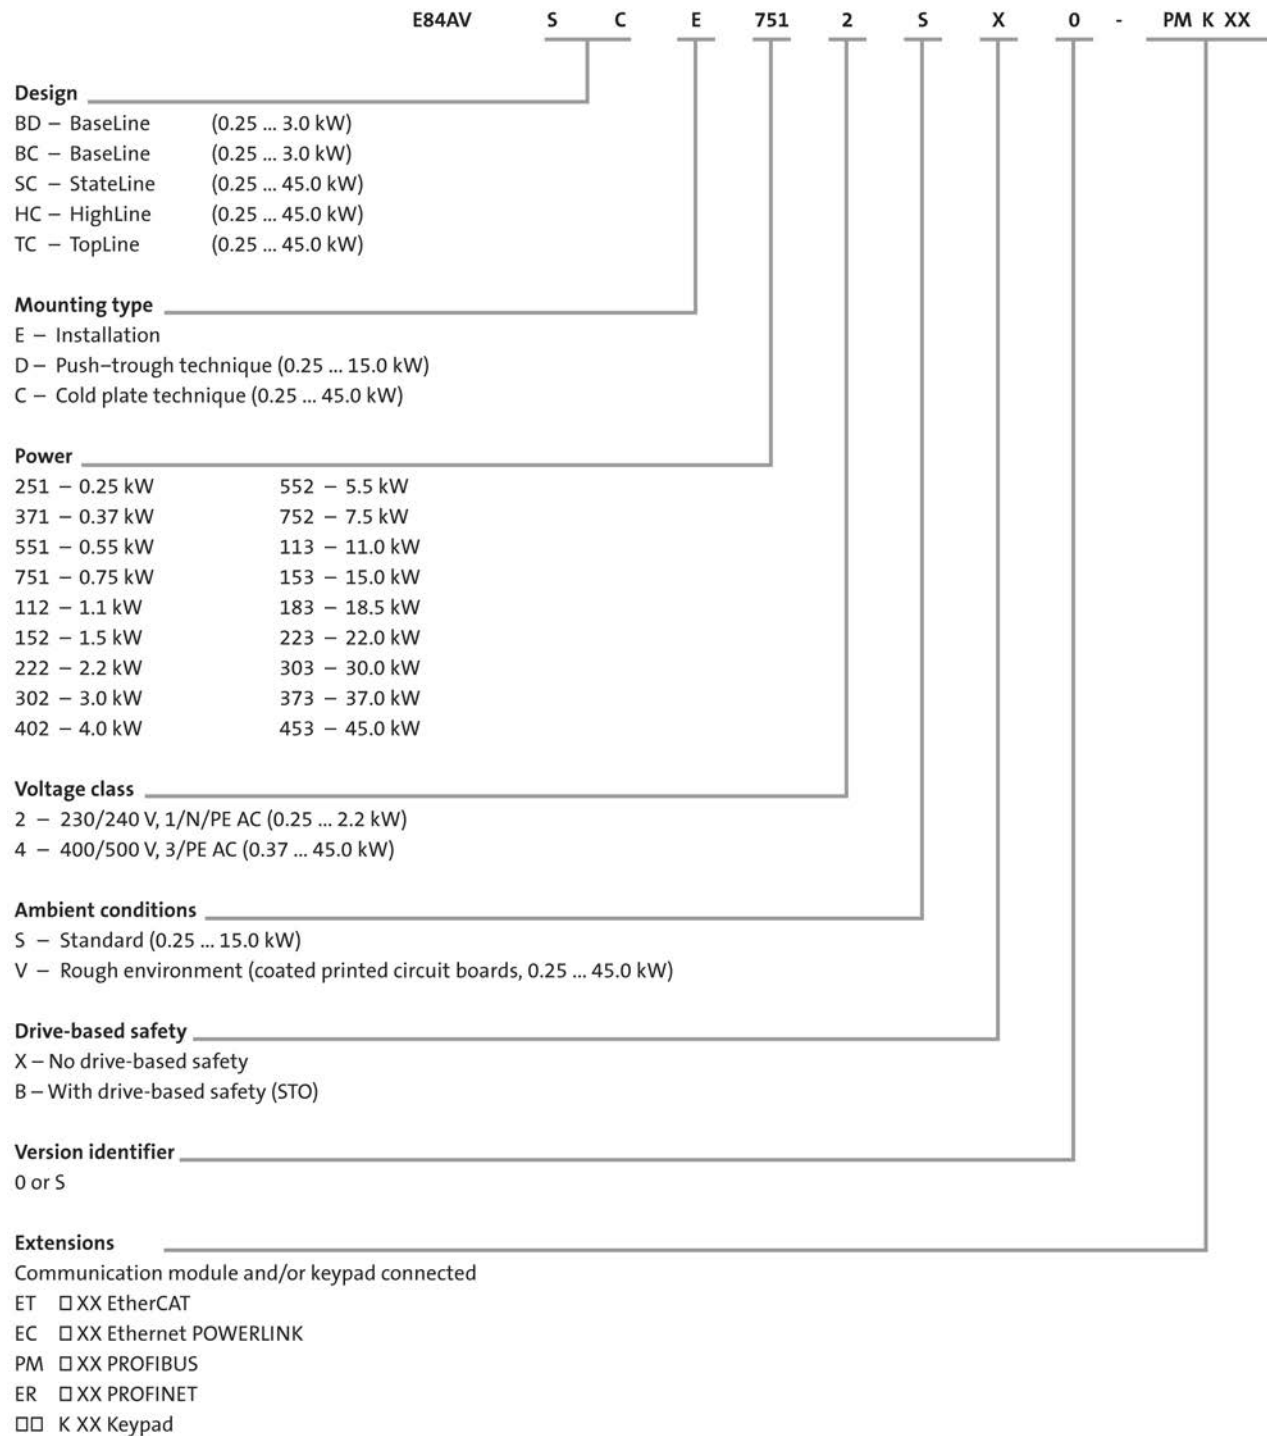 E84AV S C E 751 2 S X 0 - PM K XX
Design
BD – BaseLine (0.25 ... 3.0 kW)
BC – BaseLine (0.25 ... 3.0 kW)
SC – StateLine (0.25 ... 45.0 kW)
HC – HighLine (0.25 ... 45.0 kW)
TC – TopLine (0.25 ... 45.0 kW)
Mounting type
E – Installation
D – Push–trough technique (0.25 ... 15.0 kW)
C – Cold plate technique (0.25 ... 45.0 kW)
Power
251 – 0.25 kW 552 – 5.5 kW
371 – 0.37 kW 752 – 7.5 kW
551 – 0.55 kW 113 – 11.0 kW
751 – 0.75 kW 153 – 15.0 kW
112 – 1.1 kW 183 – 18.5 kW
152 – 1.5 kW 223 – 22.0 kW
222 – 2.2 kW 303 – 30.0 kW
302 – 3.0 kW 373 – 37.0 kW
402 – 4.0 kW 453 – 45.0 kW
Voltage class
2 – 230/240 V, 1/N/PE AC (0.25 ... 2.2 kW)
4 – 400/500 V, 3/PE AC (0.37 ... 45.0 kW)
Ambient conditions
S – Standard (0.25 ... 15.0 kW)
V – Rough environment (coated printed circuit boards, 0.25 ... 45.0 kW)
Drive-based safety
X – No drive-based safety
B – With drive-based safety (STO)
Version identifier
0 or S
Extensions
Communication module and/or keypad connected
ET □ XX EtherCAT
EC □ XX Ethernet POWERLINK
PM □ XX PROFIBUS
ER □ XX PROFINET
□□ K XX Keypad